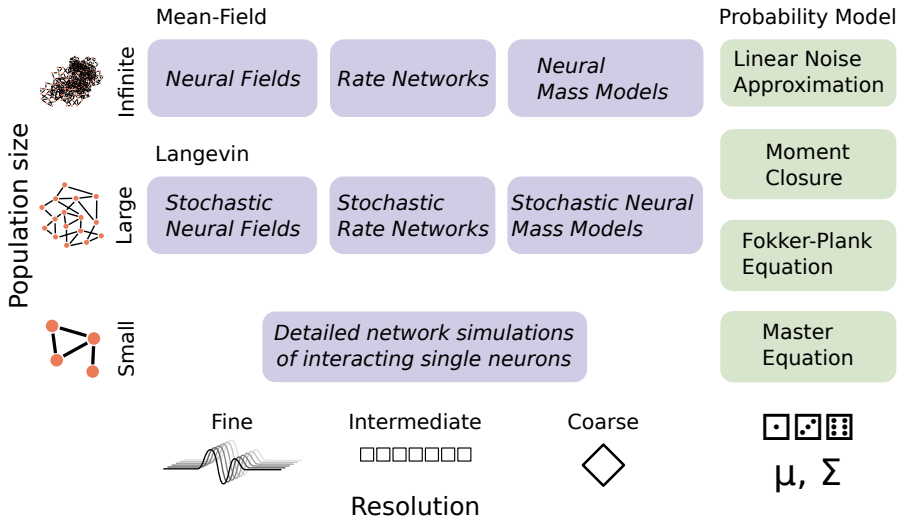 Mean-Field
Probability Model
Population size
Infinite
Neural Fields
Rate Networks
Neural
Mass Models
Linear Noise
Approximation
Langevin
Moment
Closure
Large
Stochastic
Neural Fields
Stochastic
Rate Networks
Stochastic Neural
Mass Models
Fokker-Plank
Equation
Small
Detailed network simulations
of interacting single neurons
Master
Equation
Fine
Intermediate
Coarse
μ, Σ
Resolution